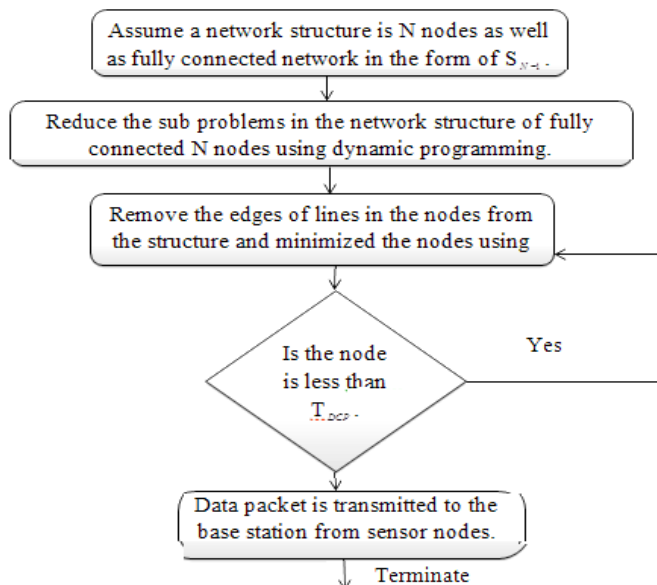 Assume a network structure is N nodes as well
as fully connected network in the form of S
Reduce the sub problems in the network structure of fully
connected N nodes using dynamic programming.
Remove the edges of lines in the nodes from
the structure and minimized the nodes using
Is the node
is less than
T DCP .
Yes
Data packet is transmitted to the
base station from sensor nodes.
Terminate